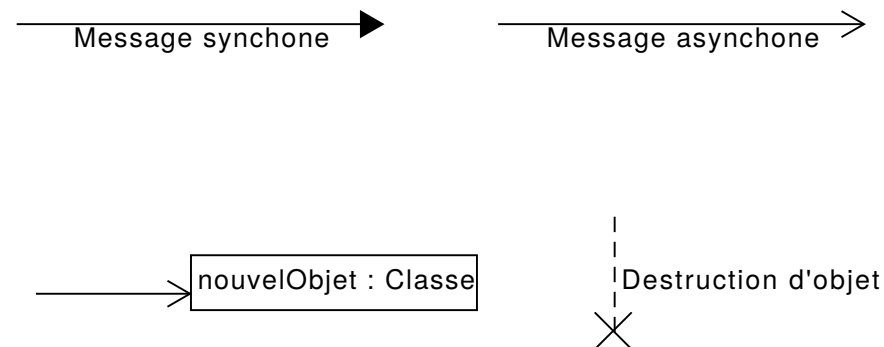 Message synchone
Message asynchone
nouvelObjet : Classe
Destruction d'objet